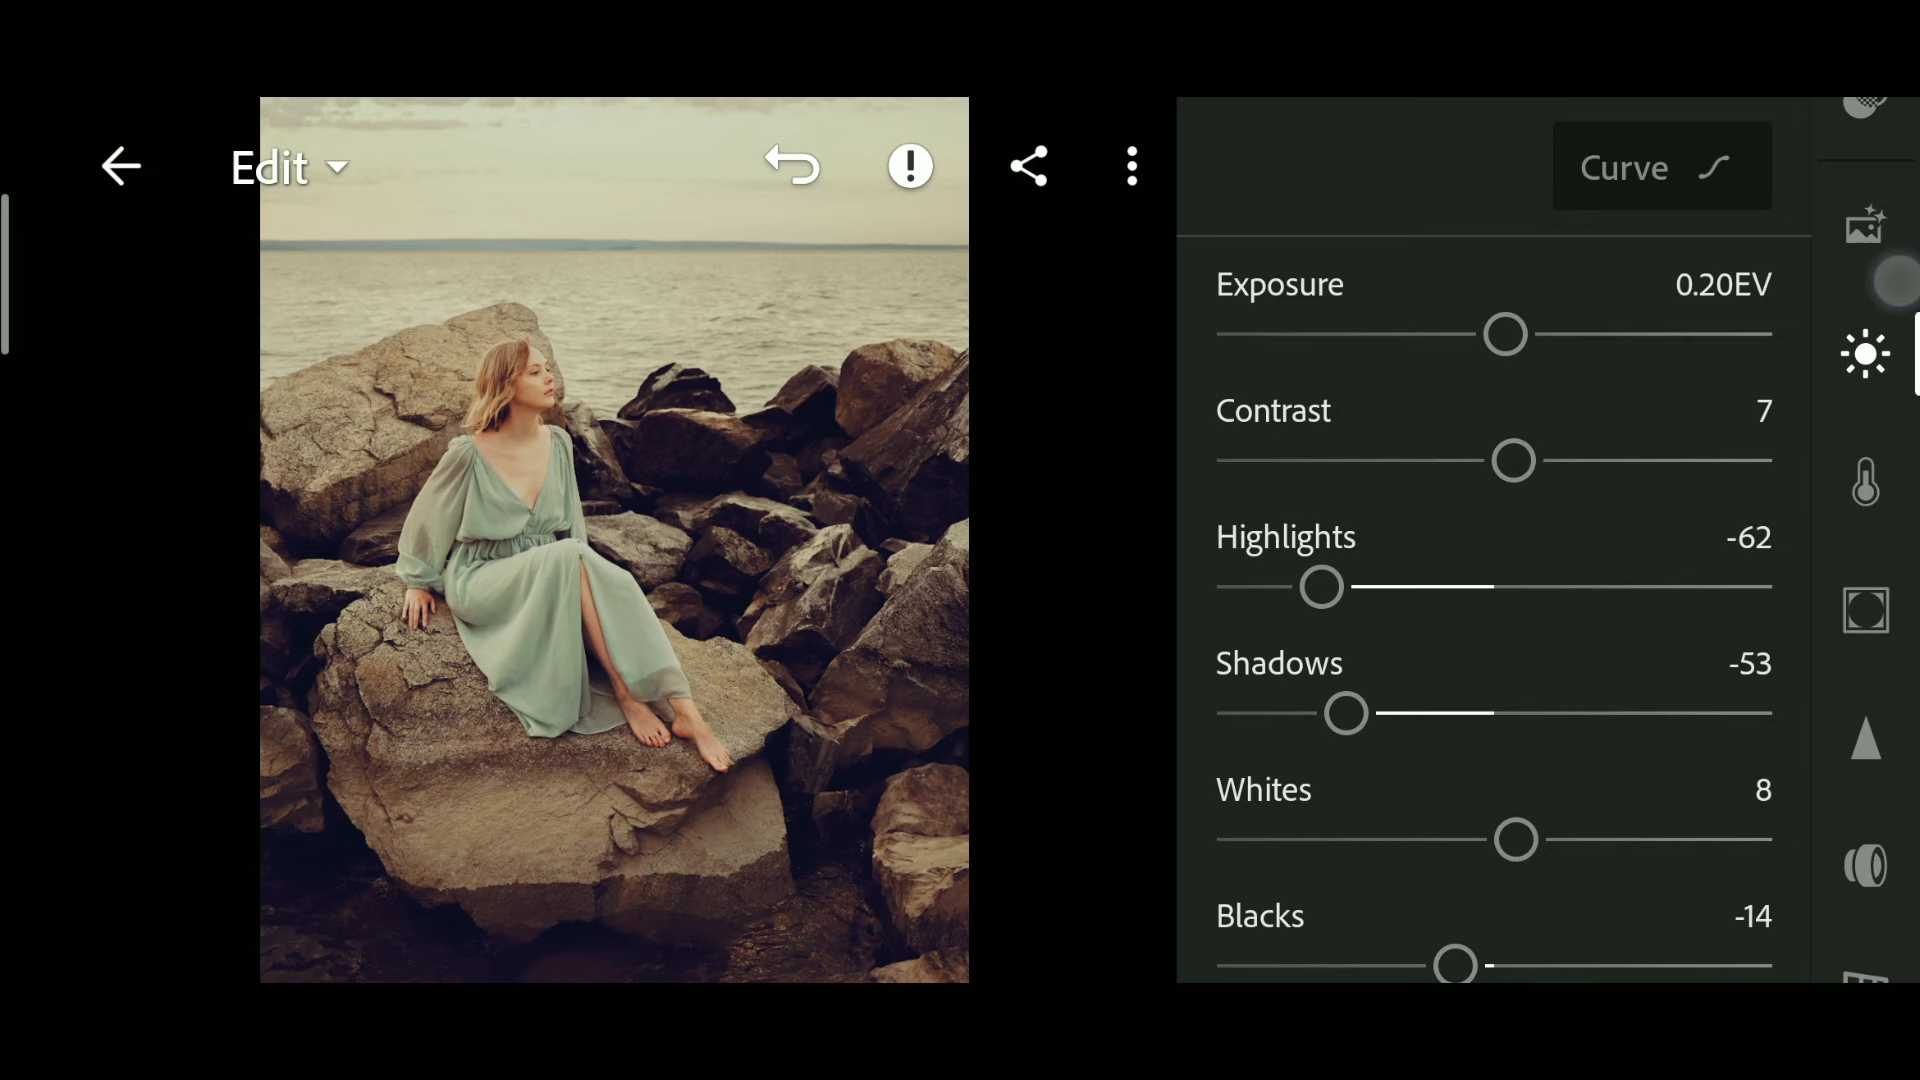 Edit
Curve
Exposure 0.20EV
Contrast 7
Highlights -62
Shadows -53
Whites 8
Blacks -14